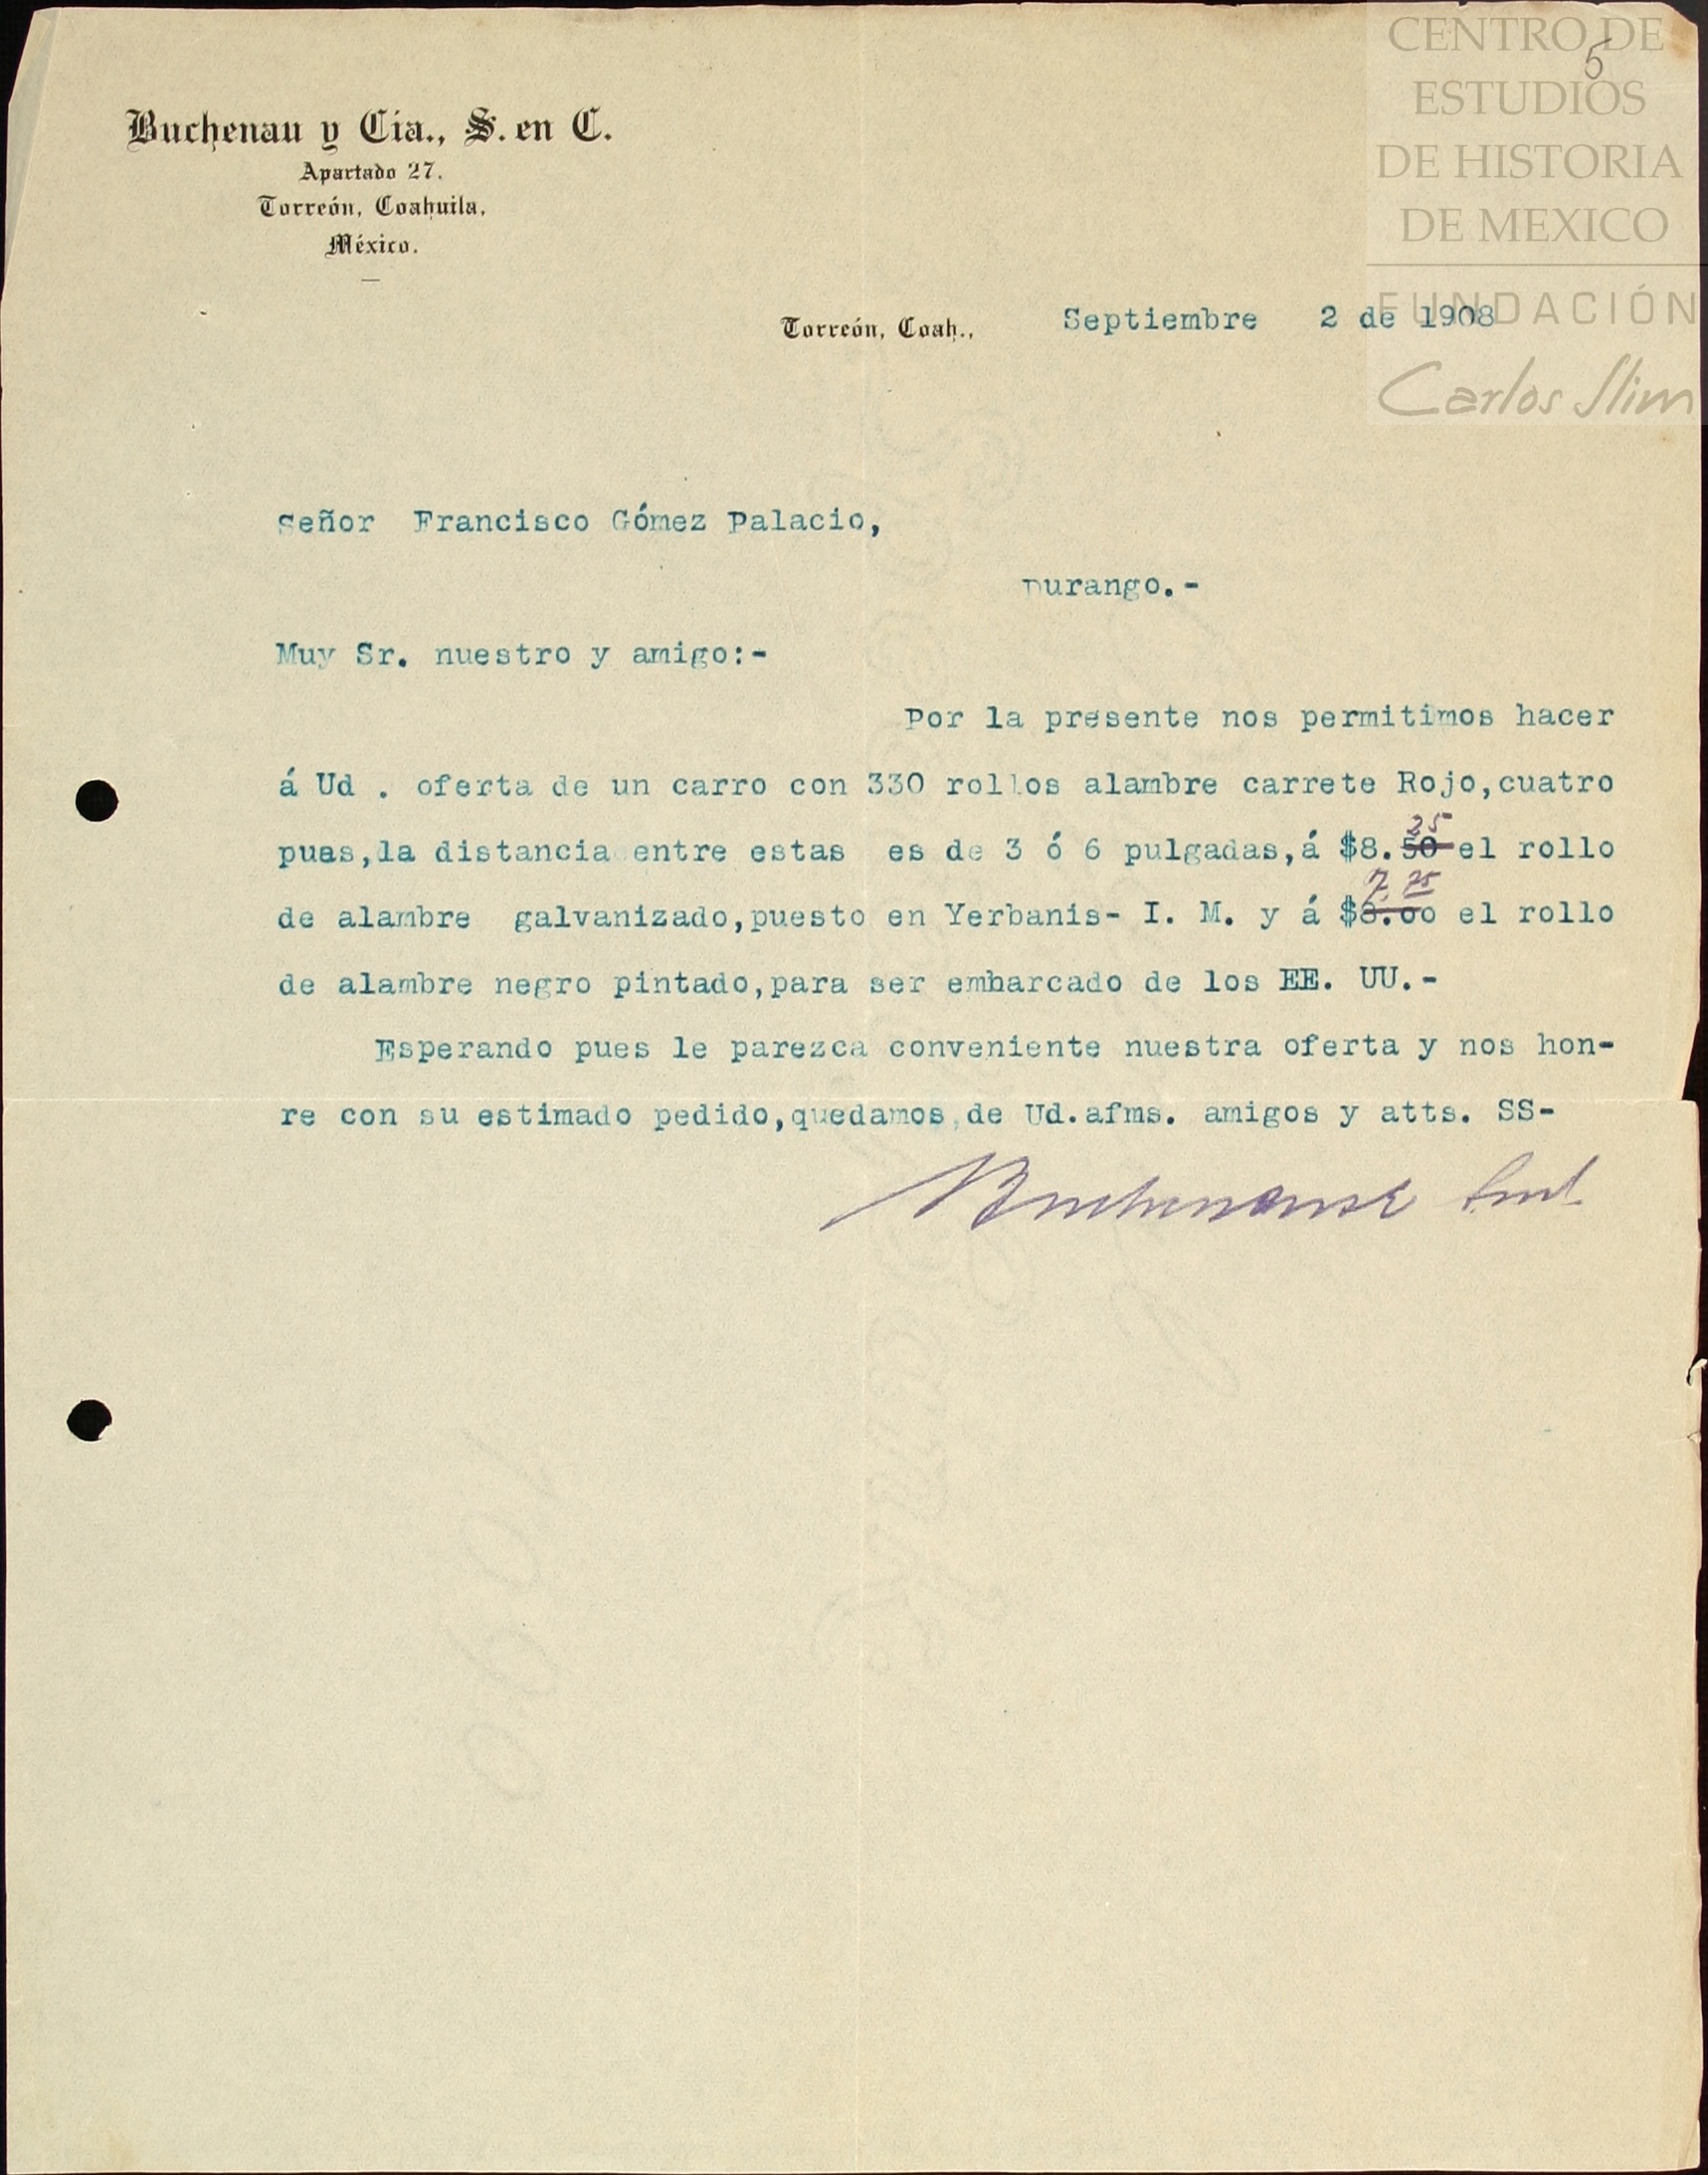 CENTRO DE
ESTUDIOS
DE HISTORIA
DE MEXICO
FUNDACIÓN
Carlos Slim
5
Buchenau y Cía., S. en C.
Apartado 27.
Torreón, Coahuila,
México.
Torreón, Coah., Septiembre 2 de 1908
Señor Francisco Gómez Palacio,
Durango.-
Muy Sr. nuestro y amigo:-
Por la presente nos permitimos hacer
á Ud . oferta de un carro con 330 rollos alambre carrete Rojo,cuatro
25
puas,la distancia entre estas es de 3 ó 6 pulgadas,á $8.50 el rollo
7. 75
de alambre galvanizado,puesto en Yerbanis- I. M. y á $8.00 el rollo
de alambre negro pintado,para ser embarcado de los EE. UU.-
Esperando pues le parezca conveniente nuestra oferta y nos hon-
re con su estimado pedido,quedamos,de Ud.afms. amigos y atts. SS-